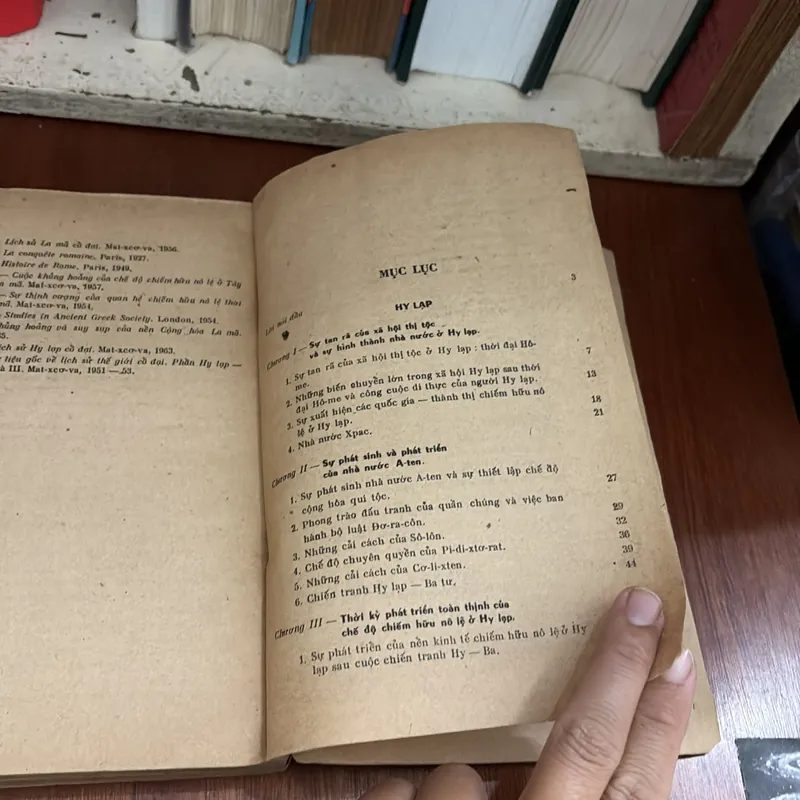 Lịch sử La mã cổ đại. Mat-xcơ-va, 1956.
La conquête romaine, Paris, 1927.
Histoire de Rome. Paris, 1949.
— Cuộc khủng hoảng của chế độ chiếm hữu nô lệ ở Tây
mã. Mat-xcơ-va, 1957.
— Sự thịnh vượng của quan hệ chiếm hữu nô lệ thời
mã. Mat-xcơ-va, 1954.
Studies in Ancient Greek Society. London, 1954.
hoảng và suy sụp của nền Cộng hòa La mã.
sử Hy lạp cổ đại. Mat-xcơ-va, 1963.
liệu gốc về lịch sử thế giới cổ đại. Phần Hy lạp —
III. Mat-xcơ-va, 1951 — 53.
MỤC LỤC
Lời nói đầu 3
HY LẠP
Chương I — Sự tan rã của xã hội thị tộc
và sự hình thành nhà nước ở Hy lạp.
1. Sự tan rã của xã hội thị tộc ở Hy lạp : thời đại Hô-
me. 7
2. Những biến chuyển lớn trong xã hội Hy lạp sau thời
đại Hô-me và công cuộc di thực của người Hy lạp. 13
3. Sự xuất hiện các quốc gia — thành thị chiếm hữu nô
lệ ở Hy lạp. 18
4. Nhà nước Xpac. 21
Chương II — Sự phát sinh và phát triển
của nhà nước A-ten.
1. Sự phát sinh nhà nước A-ten và sự thiết lập chế độ
cộng hòa quí tộc. 27
2. Phong trào đấu tranh của quần chúng và việc ban
hành bộ luật Đơ-ra-côn. 29
3. Những cải cách của Sô-lôn. 32
4. Chế độ chuyên quyền của Pi-di-xtơ-rat. 36
5. Những cải cách của Cơ-li-xten. 39
6. Chiến tranh Hy lạp — Ba tư. 44
Chương III — Thời kỳ phát triển toàn thịnh của
chế độ chiếm hữu nô lệ ở Hy lạp.
1. Sự phát triển của nền kinh tế chiếm hữu nô lệ ở Hy
lạp sau cuộc chiến tranh Hy — Ba.